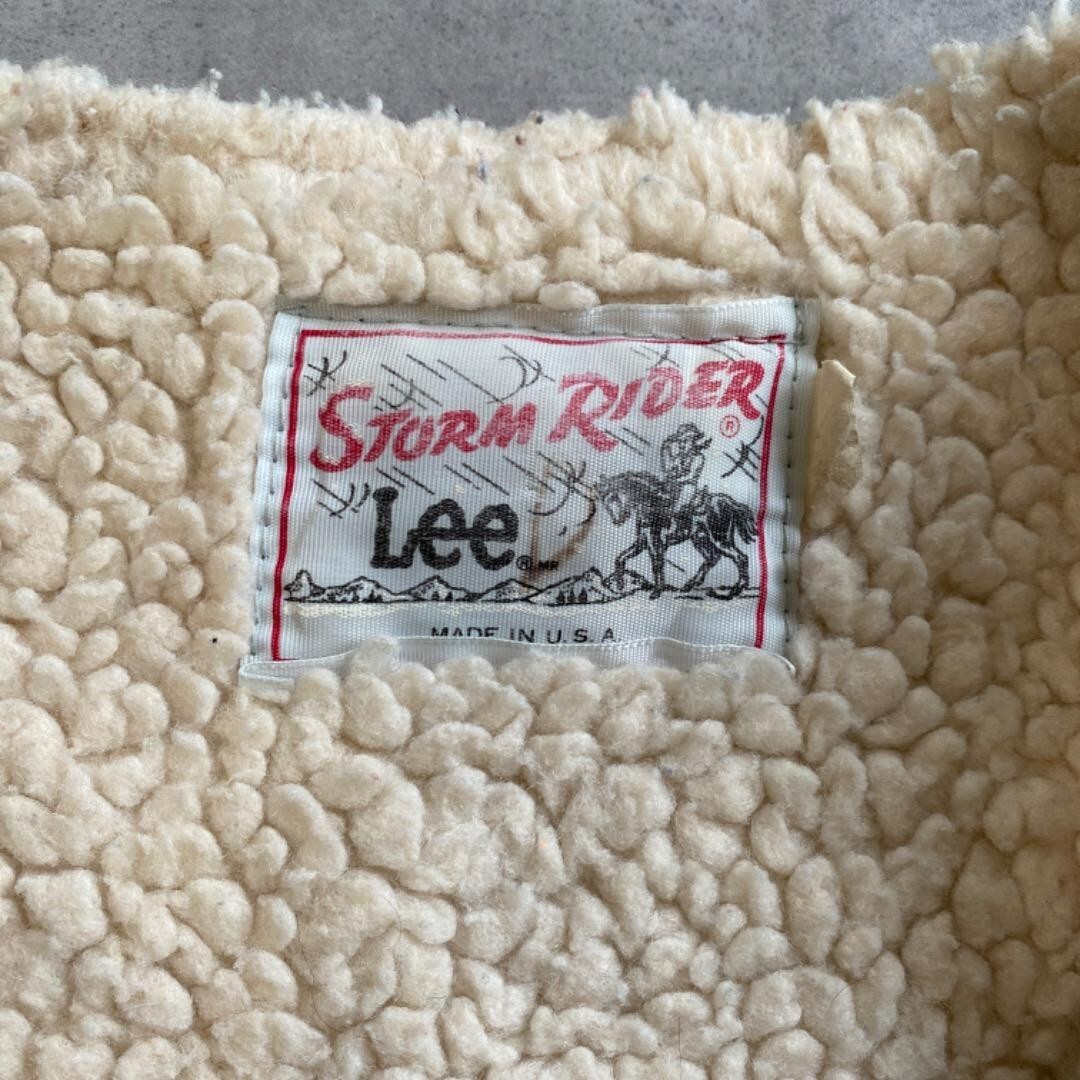 STORM RIDER ®
Lee. ® MR
MADE IN U.S.A.